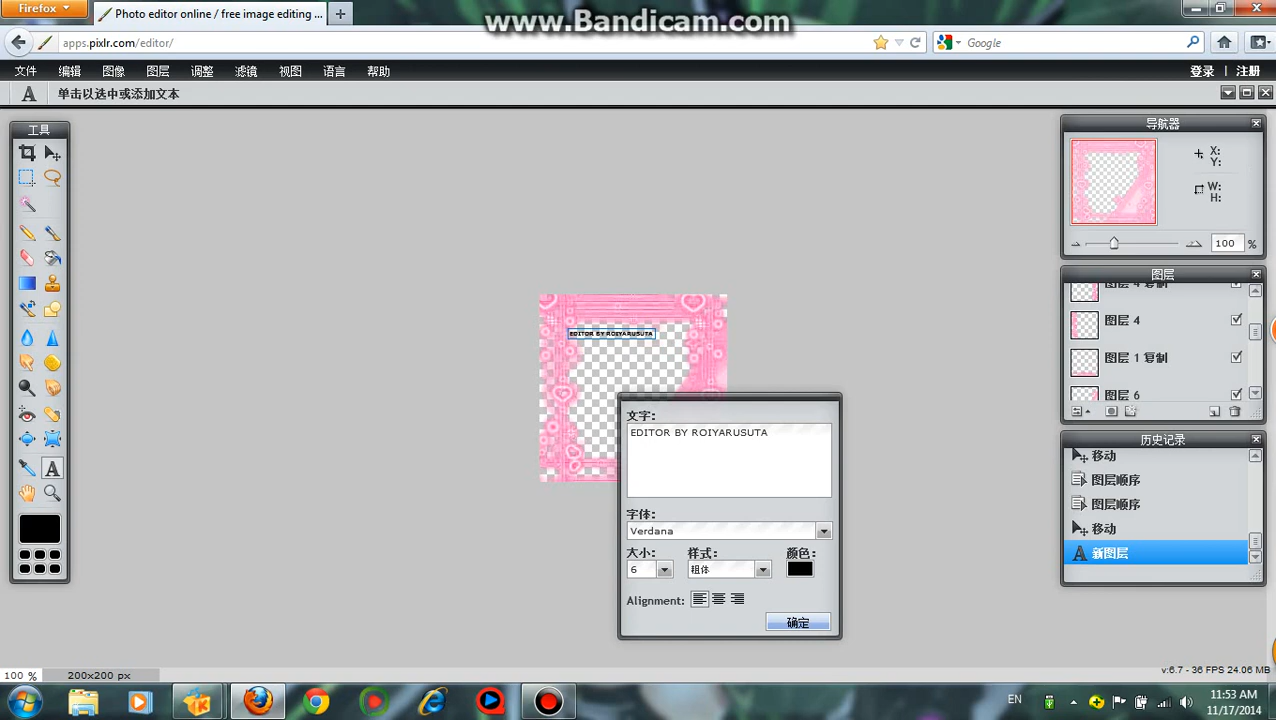 Firefox
Photo editor online / free image editing ...
www.Bandicam.com
apps.pixlr.com/editor/
Google
文件 编辑 图像 图层 调整 滤镜 视图 语言 帮助
登录 注册
A 单击以选中或添加文本
工具
导航器
X:
Y:
W:
H:
100 %
图层
图层 4 复制
图层 4
图层 1 复制
图层 6
EDITOR BY ROIYARUSUTA
文字:
EDITOR BY ROIYARUSUTA
字体:
Verdana
大小: 样式: 颜色:
6 粗体
Alignment:
确定
历史记录
移动
图层顺序
图层顺序
移动
A 新图层
100 % 200x200 px
v:6.7 - 36 FPS 24.06 MB
EN
11:53 AM
11/17/2014